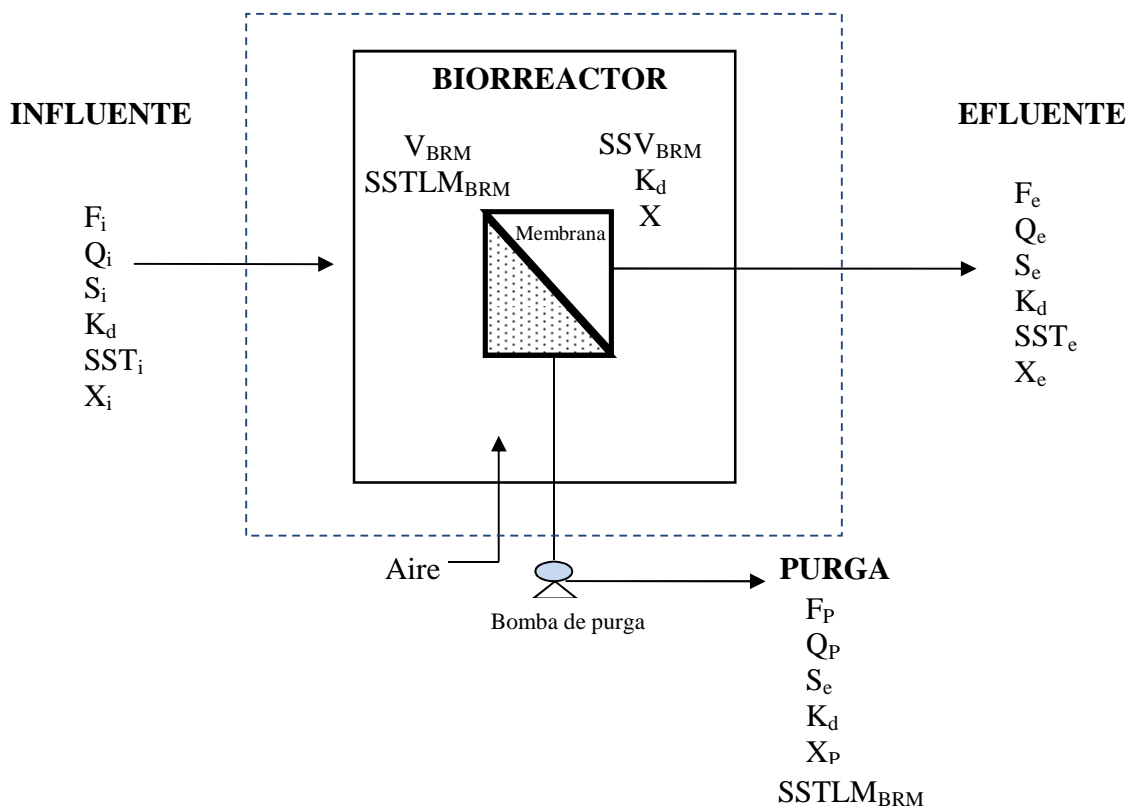 BIORREACTOR
INFLUENTE
EFLUENTE
V_BRM
SSTLM_BRM
SSV_BRM
K_d
X
Membrana
F_i
Q_i
S_i
K_d
SST_i
X_i
F_e
Q_e
S_e
K_d
SST_e
X_e
Aire
Bomba de purga
PURGA
F_P
Q_P
S_e
K_d
X_P
SSTLM_BRM